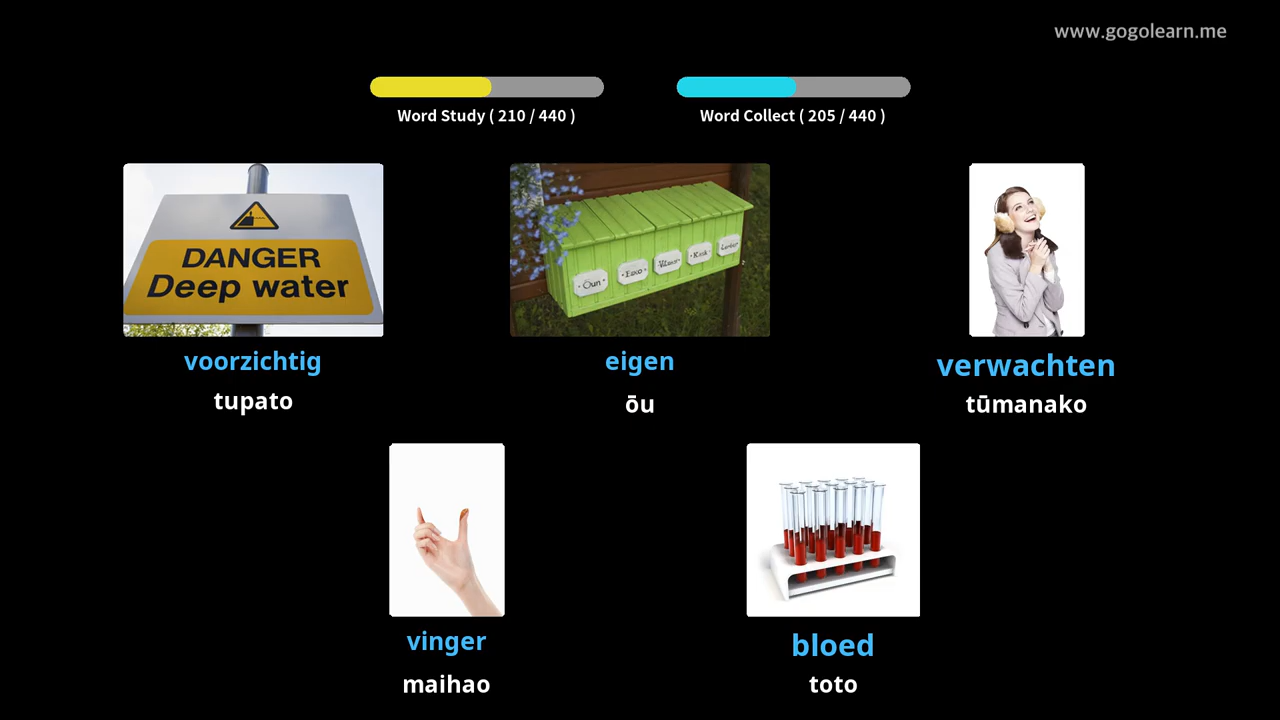 www.gogolearn.me
Word Study ( 210 / 440 )
Word Collect ( 205 / 440 )
DANGER
Deep water
Õun
voorzichtig
tupato
eigen
ōu
verwachten
tūmanako
vinger
maihao
bloed
toto